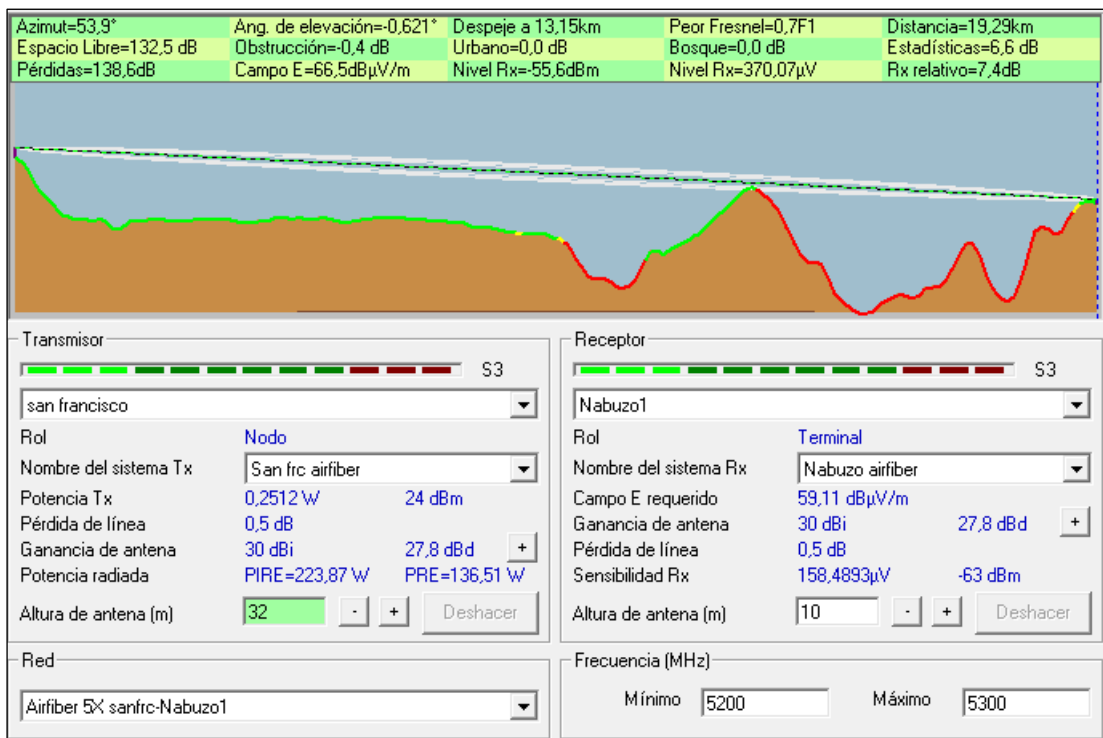 Azimut=53,9° Ang. de elevación=-0,621° Despeje a 13,15km Peor Fresnel=0,7F1 Distancia=19,29km
Espacio Libre=132,5 dB Obstrucción=-0,4 dB Urbano=0,0 dB Bosque=0,0 dB Estadísticas=6,6 dB
Pérdidas=138,6dB Campo E=66,5dBµV/m Nivel Rx=-55,6dBm Nivel Rx=370,07µV Rx relativo=7,4dB
Transmisor
S3
san francisco
Rol Nodo
Nombre del sistema Tx San frc airfiber
Potencia Tx 0,2512 W 24 dBm
Pérdida de línea 0,5 dB
Ganancia de antena 30 dBi 27,8 dBd +
Potencia radiada PIRE=223,87 W PRE=136,51 W
Altura de antena (m) 32 - + Deshacer
Receptor
S3
Nabuzo1
Rol Terminal
Nombre del sistema Rx Nabuzo airfiber
Campo E requerido 59,11 dBµV/m
Ganancia de antena 30 dBi 27,8 dBd +
Pérdida de línea 0,5 dB
Sensibilidad Rx 158,4893µV -63 dBm
Altura de antena (m) 10 - + Deshacer
Red
Airfiber 5X sanfrc-Nabuzo1
Frecuencia (MHz)
Mínimo 5200 Máximo 5300